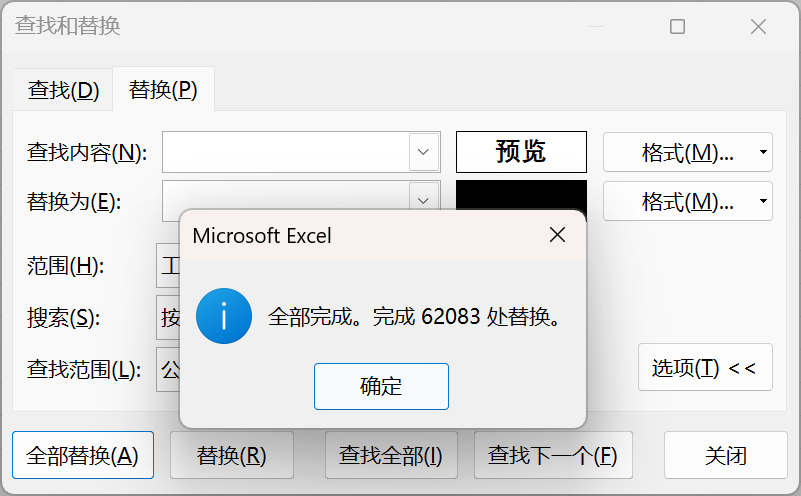 查找和替换
查找(D) 替换(P)
查找内容(N): 预览 格式(M)...
替换为(E): 格式(M)...
Microsoft Excel
范围(H): 工
全部完成。完成 62083 处替换。
搜索(S): 按
查找范围(L): 公
选项(T) <<
确定
全部替换(A) 替换(R) 查找全部(I) 查找下一个(F) 关闭